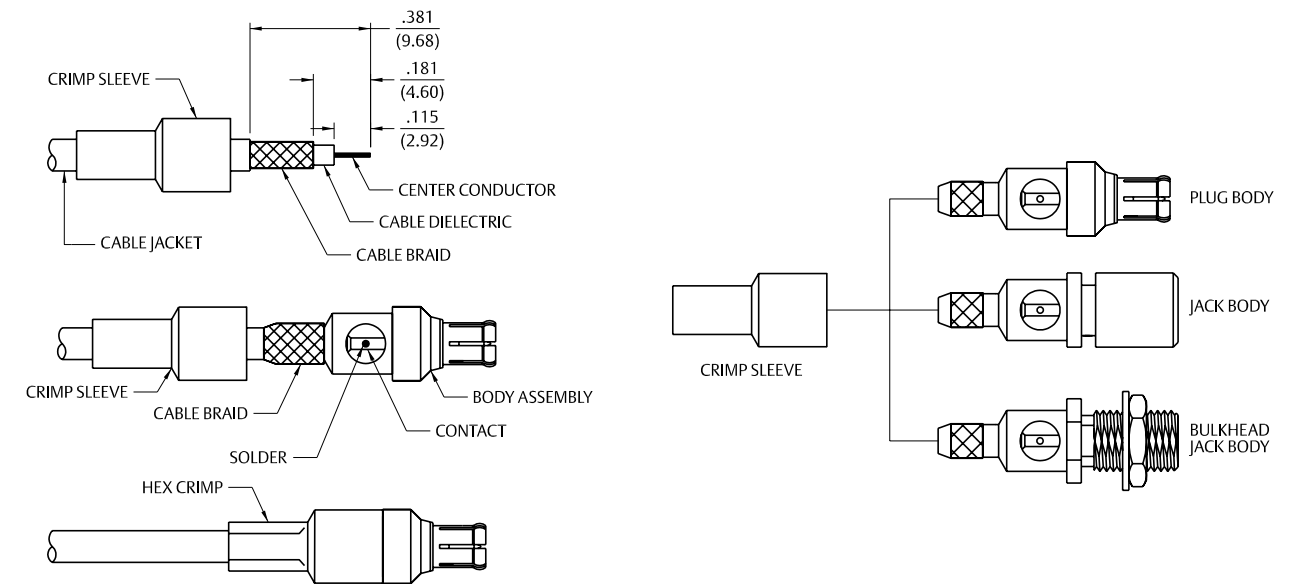 .381
(9.68)
.181
(4.60)
.115
(2.92)
CRIMP SLEEVE
CENTER CONDUCTOR
CABLE DIELECTRIC
CABLE BRAID
CABLE JACKET
CRIMP SLEEVE
CABLE BRAID
SOLDER
CONTACT
BODY ASSEMBLY
HEX CRIMP
CRIMP SLEEVE
PLUG BODY
JACK BODY
BULKHEAD
JACK BODY